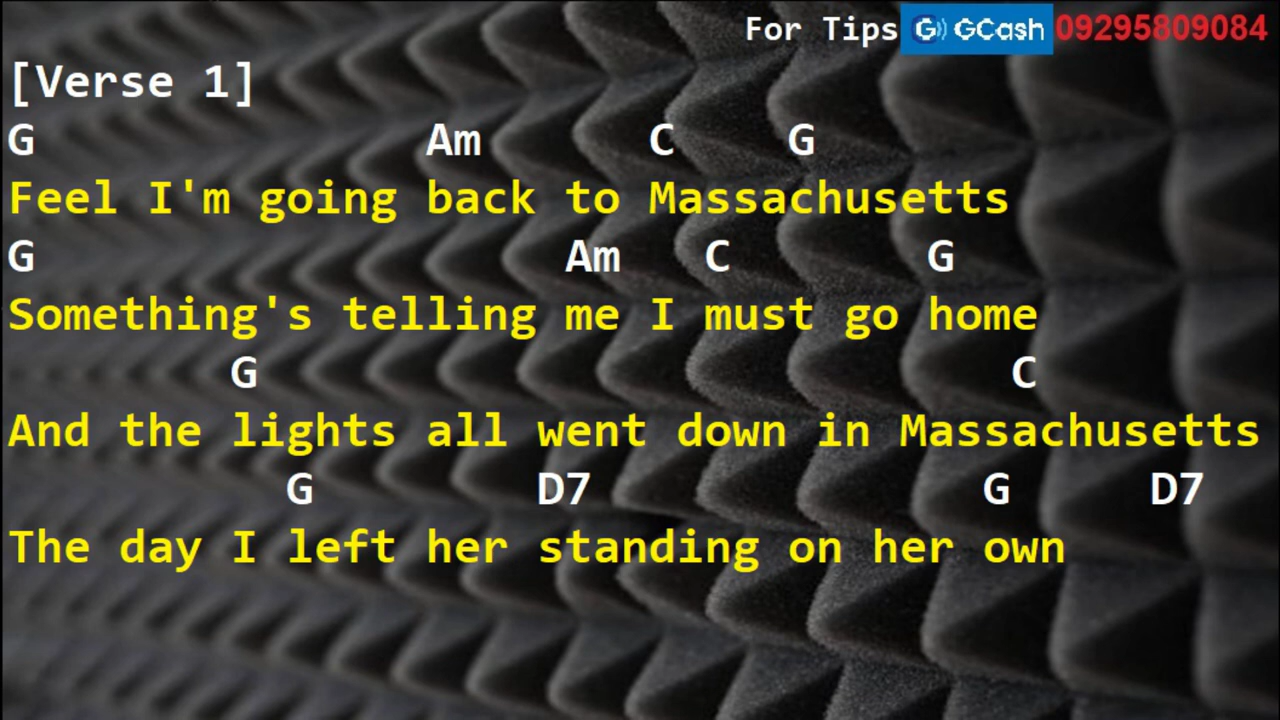 For Tips GCash 09295809084
[Verse 1]
G Am C G
Feel I'm going back to Massachusetts
G Am C G
Something's telling me I must go home
G C
And the lights all went down in Massachusetts
G D7 G D7
The day I left her standing on her own